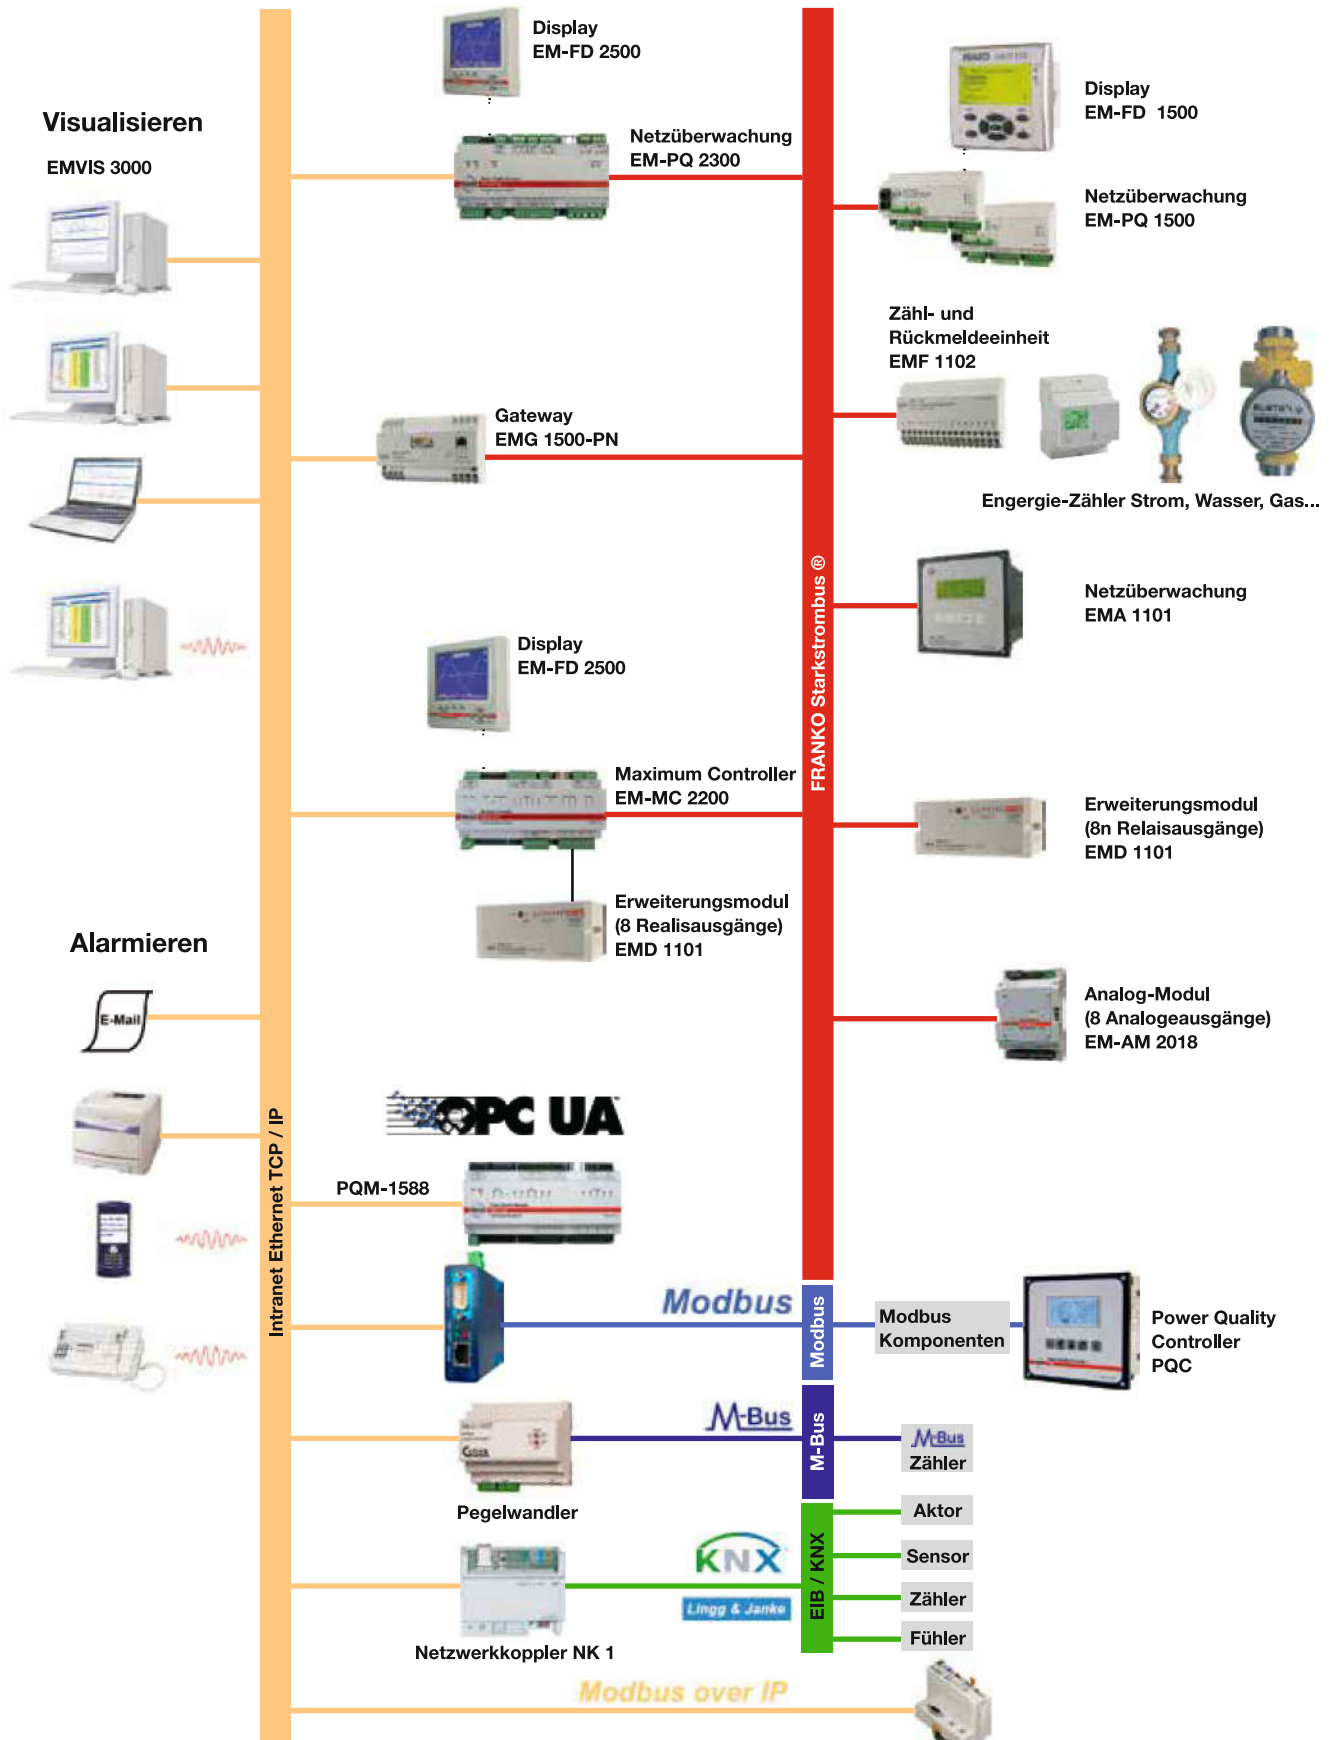 Display
EM-FD 2500
Display
EM-FD 1500
Visualisieren
EMVIS 3000
Netzüberwachung
EM-PQ 2300
Netzüberwachung
EM-PQ 1500
Zähl- und
Rückmeldeeinheit
EMF 1102
Gateway
EMG 1500-PN
Engergie-Zähler Strom, Wasser, Gas...
FRANKO Starkstrombus ®
Netzüberwachung
EMA 1101
Display
EM-FD 2500
Maximum Controller
EM-MC 2200
Erweiterungsmodul
(8n Relaisausgänge)
EMD 1101
Erweiterungsmodul
(8 Realisausgänge)
EMD 1101
Alarmieren
E-Mail
Analog-Modul
(8 Analogeausgänge)
EM-AM 2018
Intranet Ethernet TCP / IP
OPC UA
PQM-1588
Modbus
Modbus
Modbus
Komponenten
Power Quality
Controller
PQC
M-Bus
M-Bus
M-Bus
Zähler
Pegelwandler
KNX
Lingg & Janke
EIB / KNX
Aktor
Sensor
Zähler
Fühler
Netzwerkkoppler NK 1
Modbus over IP